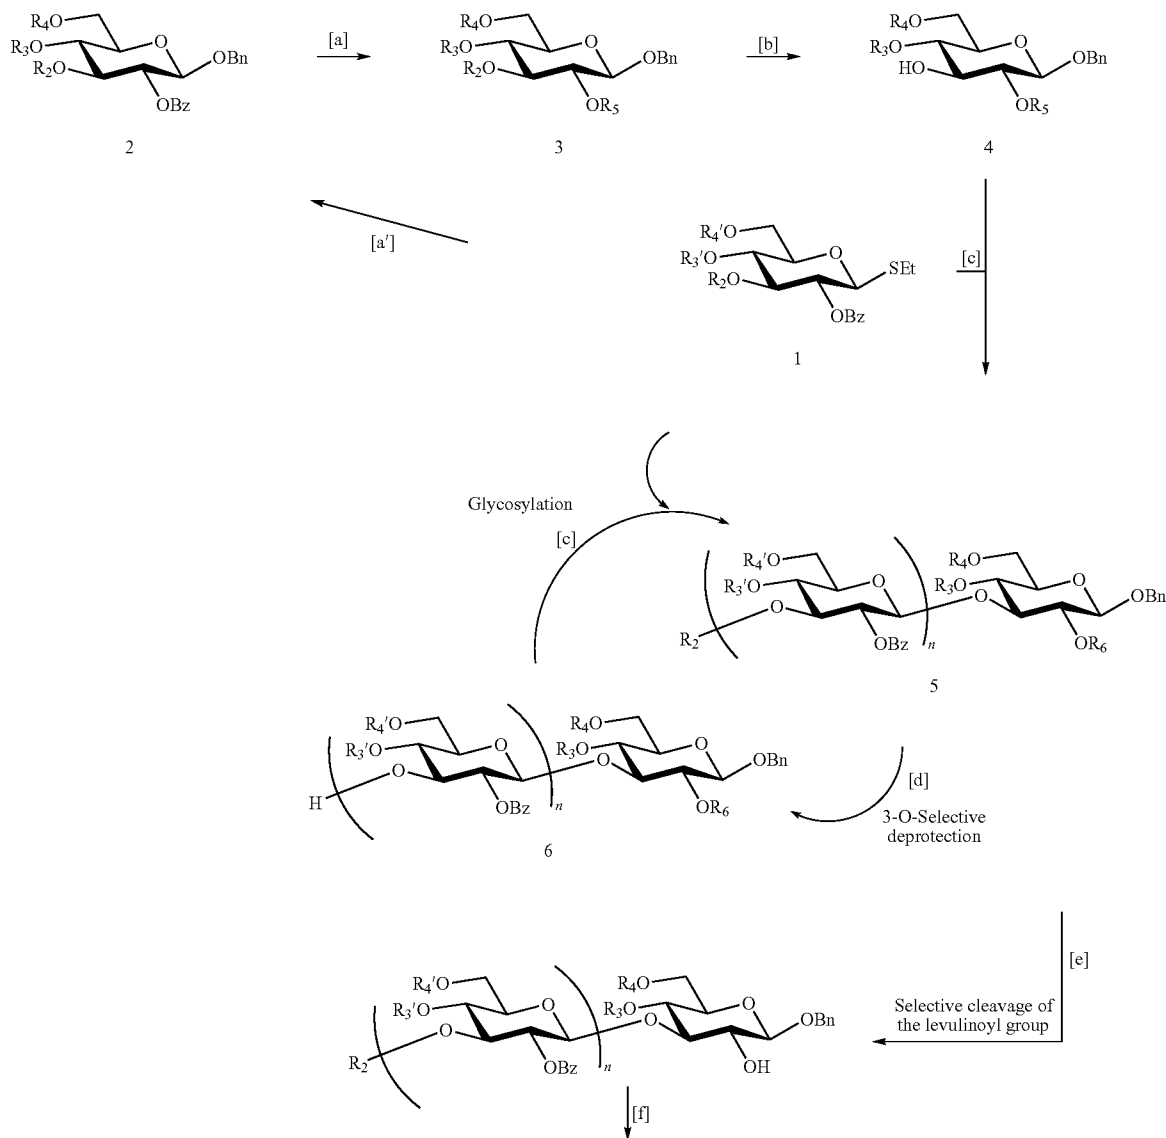 R4O
R3O
R2O
O
OBn
OBz
2
[a]
R4O
R3O
R2O
O
OBn
OR5
3
[b]
R4O
R3O
HO
O
OBn
OR5
4
[a']
R4'O
R3'O
R2O
O
SEt
OBz
1
[c]
Glycosylation
[c]
R4'O
R3'O
O
O
R2
OBz
n
R4O
R3O
O
O
OBn
OR6
5
R4'O
R3'O
O
O
H
OBz
n
R4O
R3O
O
O
OBn
OR6
6
[d]
3-O-Selective
deprotection
[e]
Selective cleavage of
the levulinoyl group
R4'O
R3'O
O
O
R2
OBz
n
R4O
R3O
O
O
OBn
OH
[f]